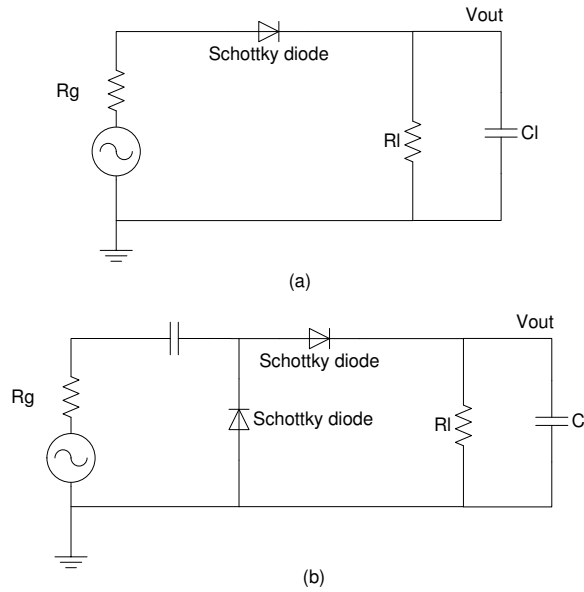 Vout
Schottky diode
Rg
Rl
Cl
(a)
Vout
Schottky diode
Rg
Schottky diode
Rl
C
(b)